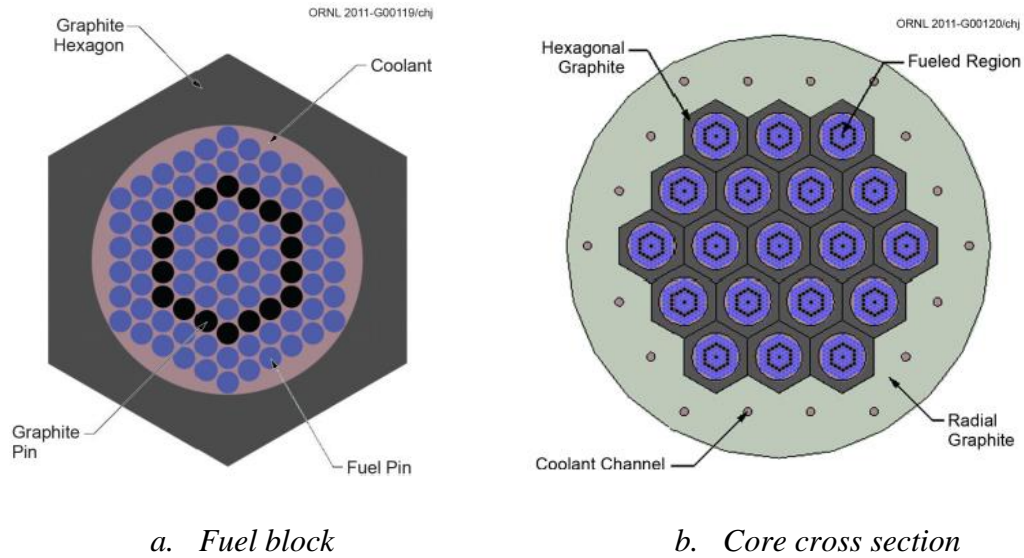 ORNL 2011-G00119/chj
Graphite
Hexagon
Coolant
Graphite
Pin
Fuel Pin
ORNL 2011-G00120/chj
Hexagonal
Graphite
Fueled Region
Radial
Graphite
Coolant Channel
a. Fuel block
b. Core cross section